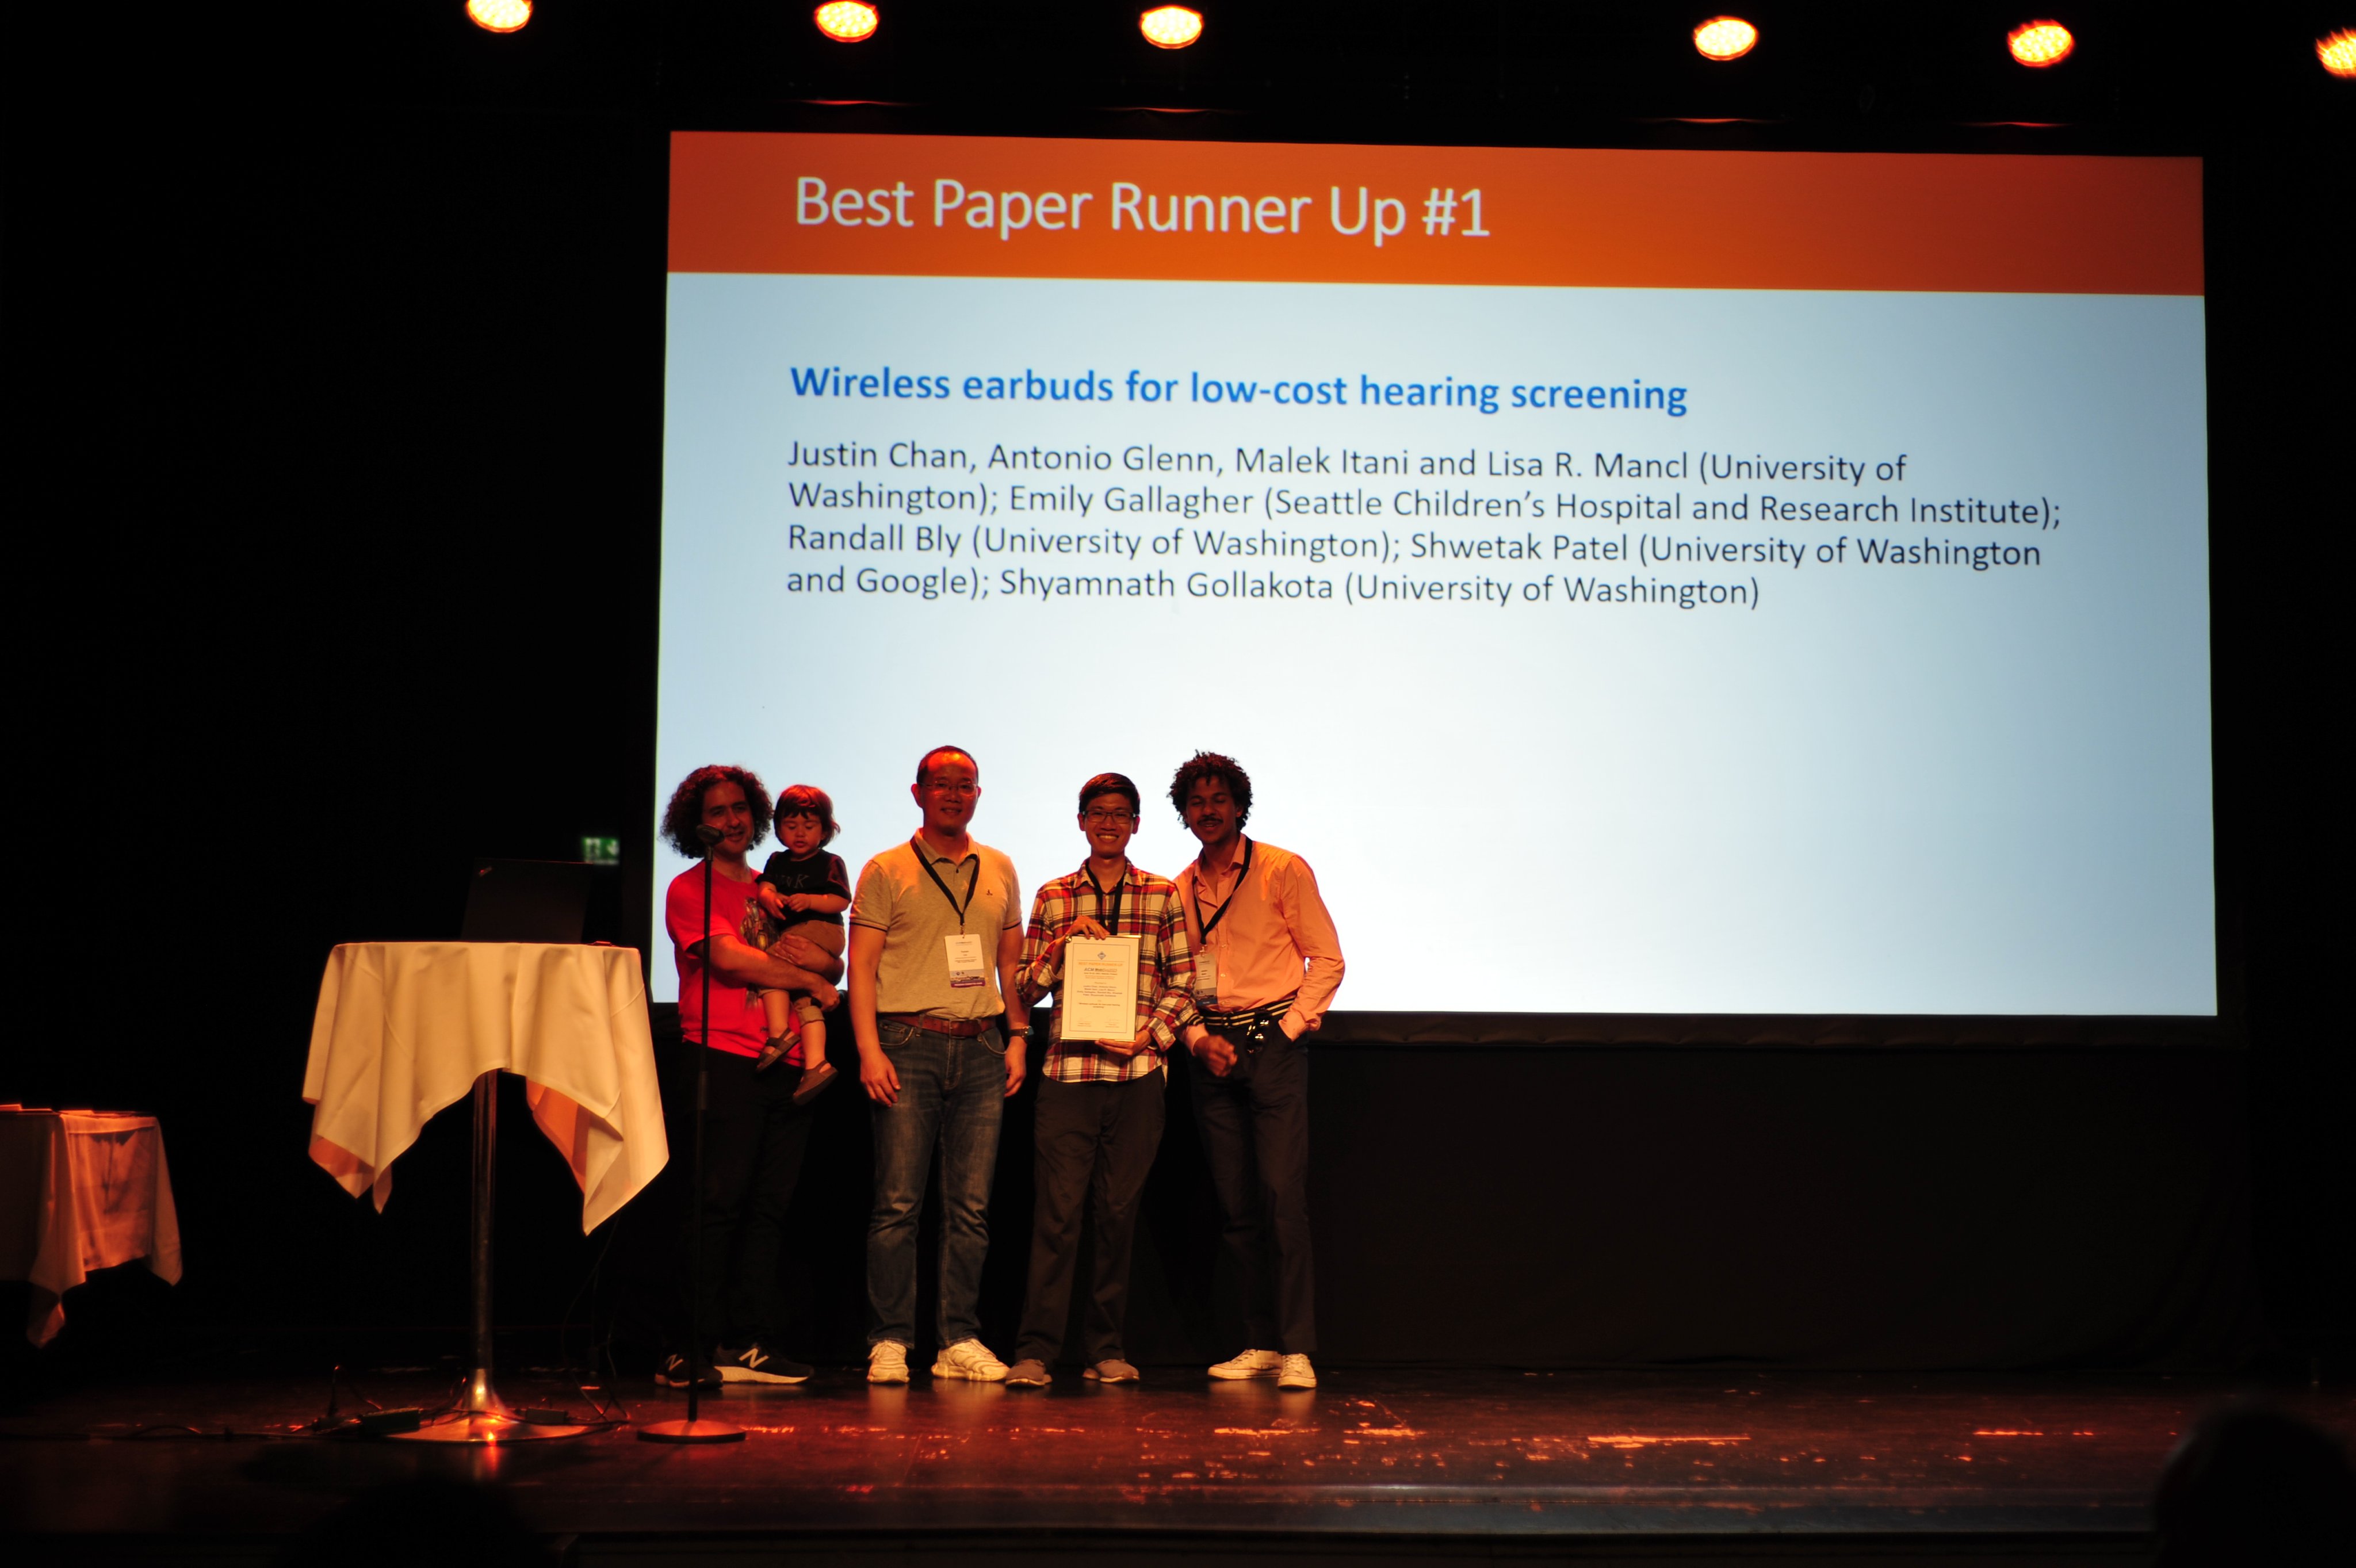 Best Paper Runner Up #1
Wireless earbuds for low-cost hearing screening
Justin Chan, Antonio Glenn, Malek Itani and Lisa R. Mancl (University of
Washington); Emily Gallagher (Seattle Children's Hospital and Research Institute);
Randall Bly (University of Washington); Shwetak Patel (University of Washington
and Google); Shyamnath Gollakota (University of Washington)